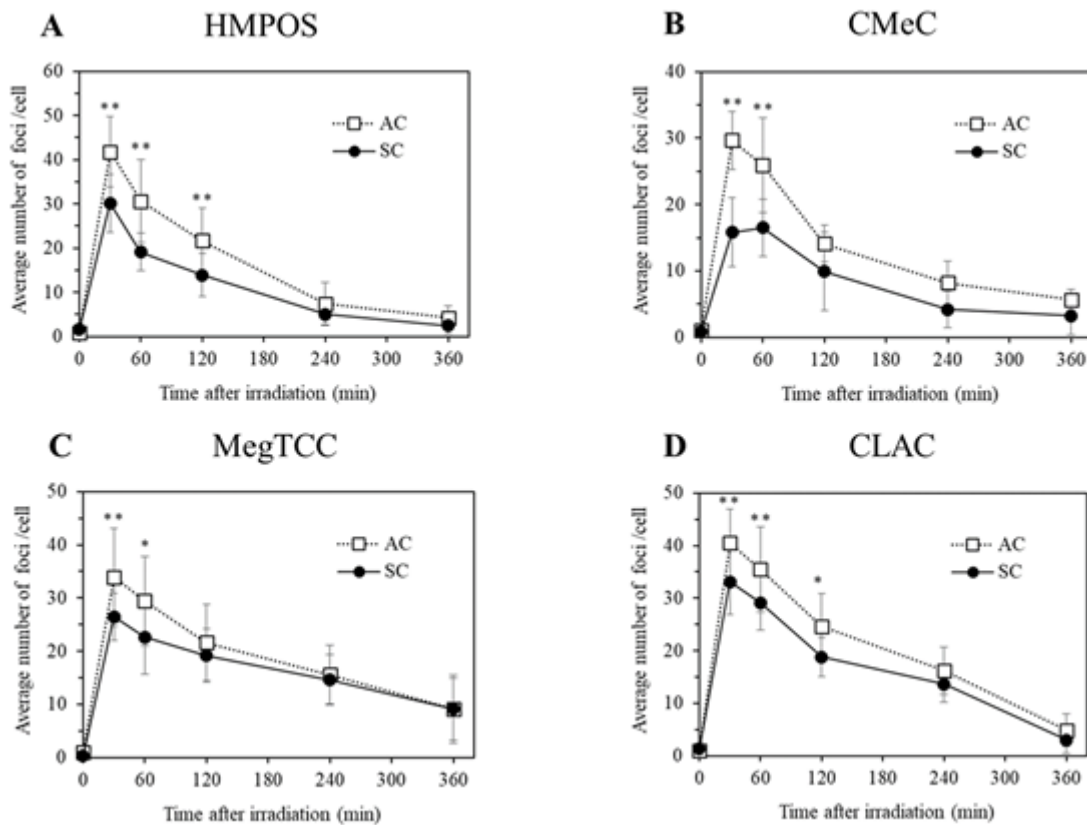 A HMPOS
Average number of foci /cell
60
50
40
30
20
10
0
** ** **
AC
SC
0 60 120 180 240 300 360
Time after irradiation (min)
B CMeC
Average number of foci /cell
40
30
20
10
0
** **
AC
SC
0 60 120 180 240 300 360
Time after irradiation (min)
C MegTCC
Average number of foci /cell
50
40
30
20
10
0
** *
AC
SC
0 60 120 180 240 300 360
Time after irradiation (min)
D CLAC
Average number of foci /cell
50
40
30
20
10
0
** ** *
AC
SC
0 60 120 180 240 300 360
Time after irradiation (min)